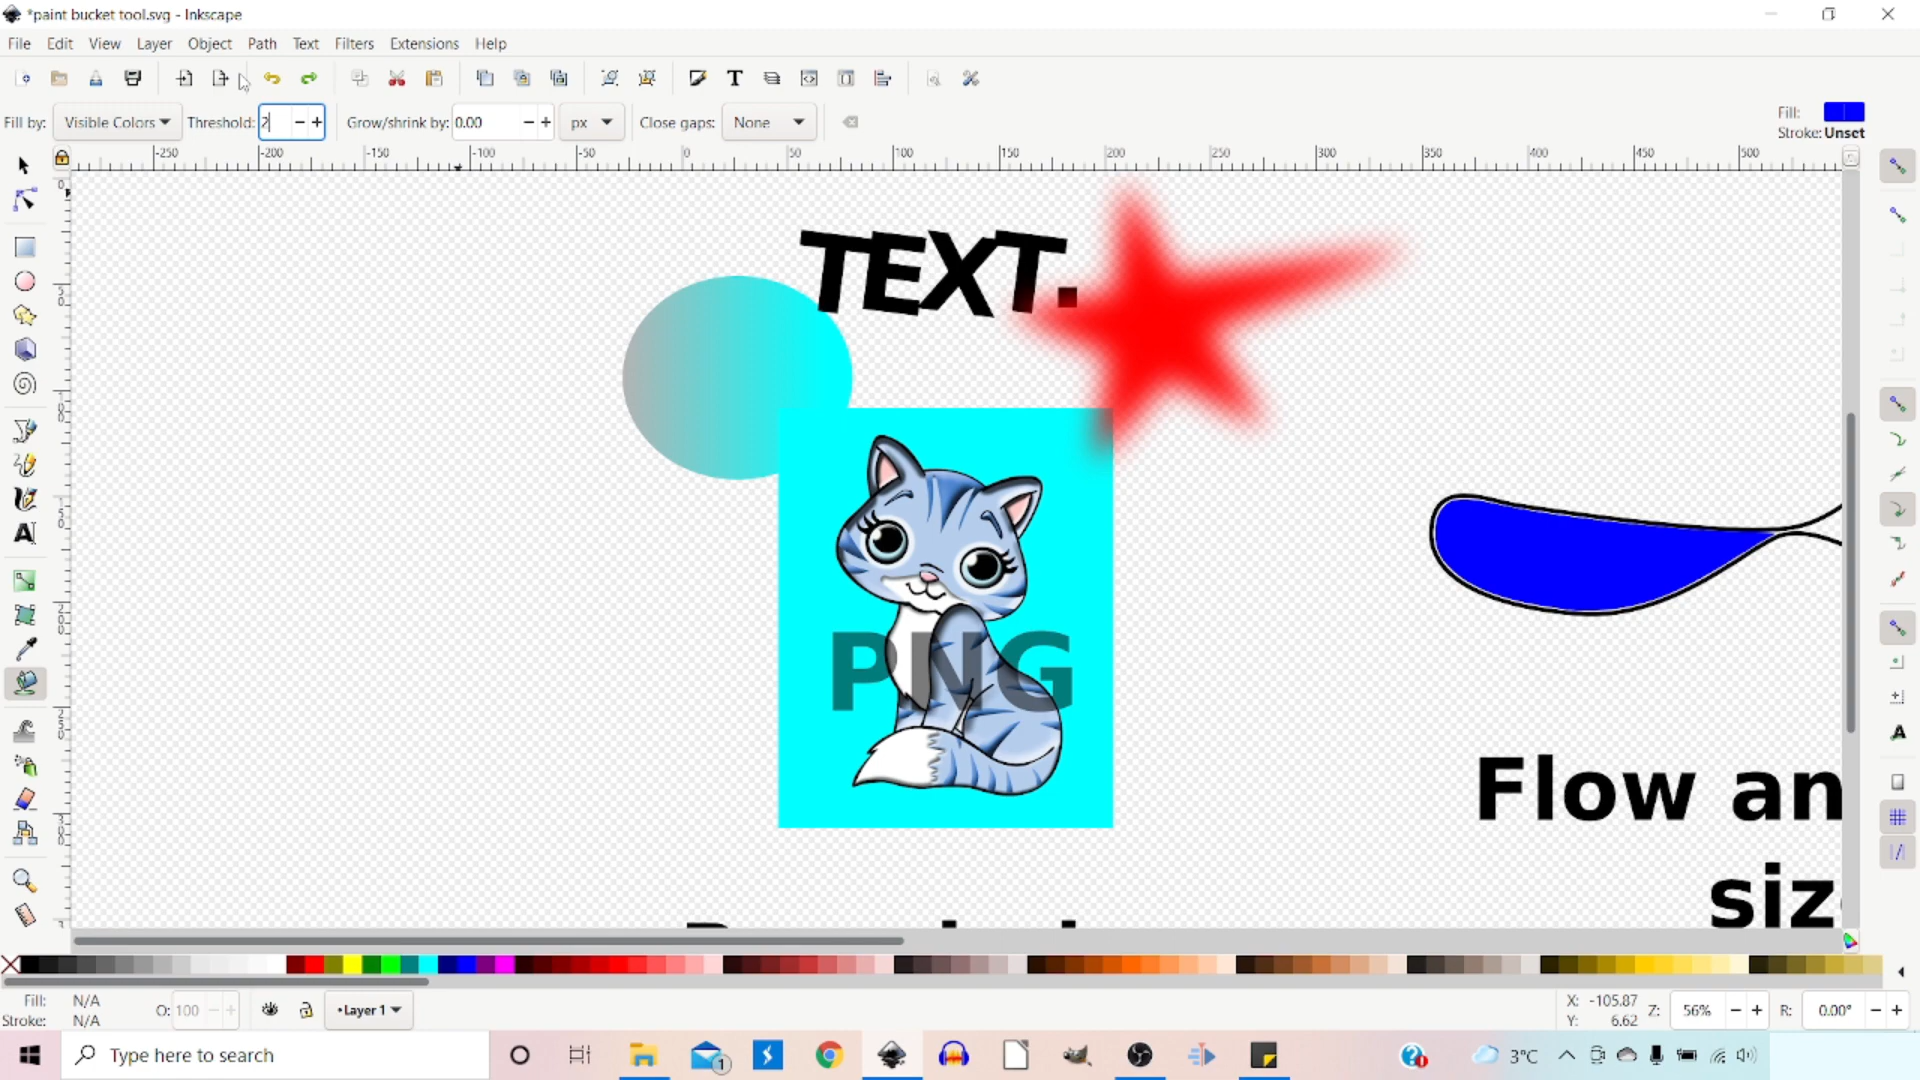 *paint bucket tool.svg - Inkscape
File Edit View Layer Object Path Text Filters Extensions Help
Fill by: Visible Colors Threshold: 2 Grow/shrink by: 0.00 px Close gaps: None
Fill:
Stroke: Unset
-250 -200 -150 -100 -50 0 50 100 150 200 250 300 350 400 450 500
TEXT.
PNG
Flow an
siz
Fill: N/A
Stroke: N/A
O: 100
•Layer 1
X: -105.87
Y: 6.62
Z: 56%
R: 0.00°
Type here to search
1
3°C